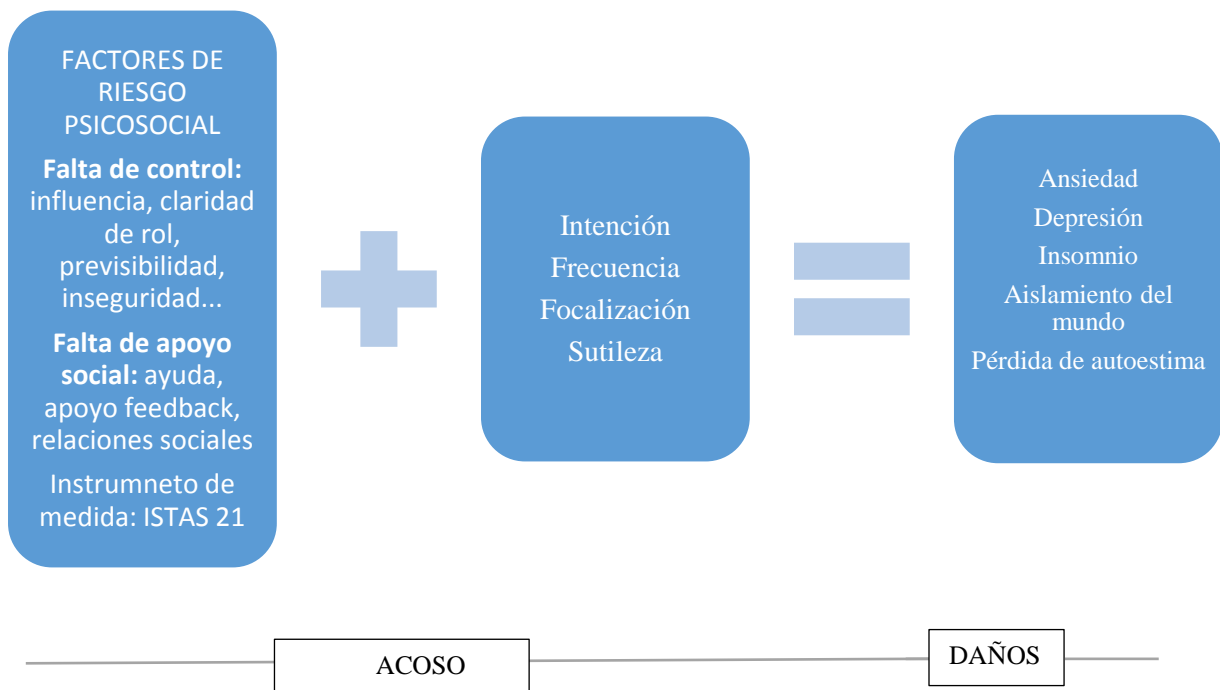 FACTORES DE
RIESGO
PSICOSOCIAL
Falta de control:
influencia, claridad
de rol,
previsibilidad,
inseguridad...
Falta de apoyo
social: ayuda,
apoyo feedback,
relaciones sociales
Instrumneto de
medida: ISTAS 21
Intención
Frecuencia
Focalización
Sutileza
Ansiedad
Depresión
Insomnio
Aislamiento del
mundo
Pérdida de autoestima
ACOSO
DAÑOS